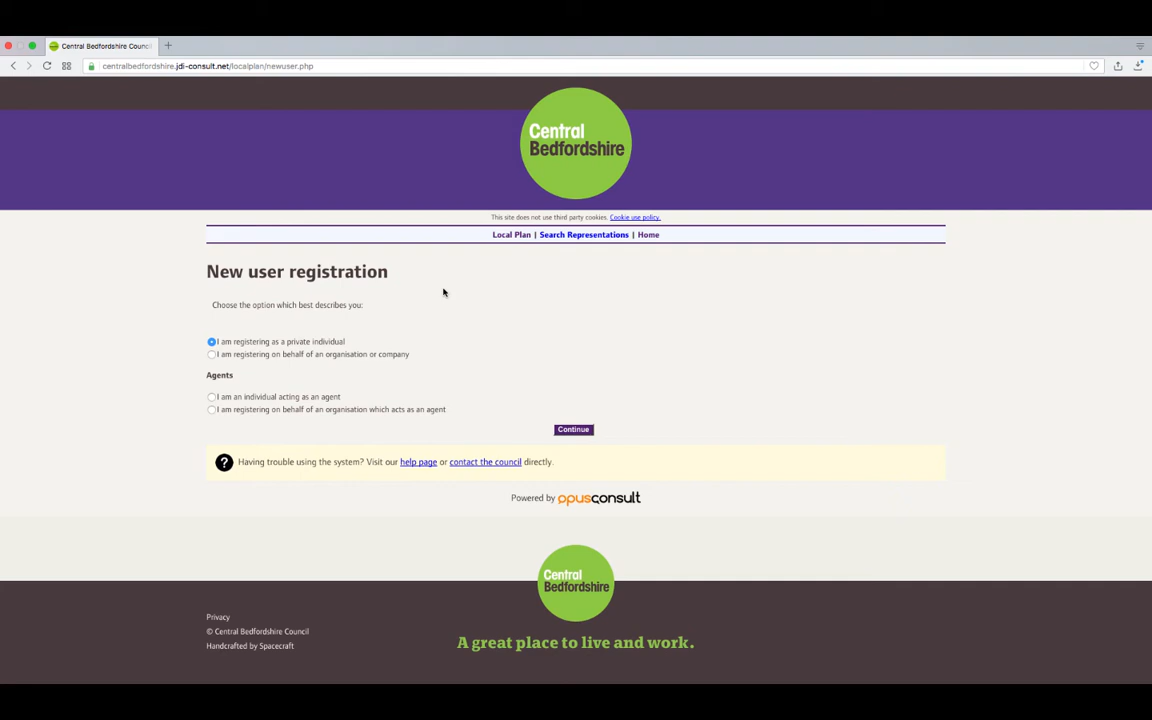 Central Bedfordshire Counc
centralbedfordshire.jdi-consult.net/localplan/newuser.php
Central
Bedfordshire
This site does not use third party cookies. Cookie use policy.
Local Plan | Search Representations | Home
New user registration
Choose the option which best describes you:
I am registering as a private individual
I am registering on behalf of an organisation or company
Agents
I am an individual acting as an agent
I am registering on behalf of an organisation which acts as an agent
Continue
? Having trouble using the system? Visit our help page or contact the council directly.
Powered by opusconsult
Central
Bedfordshire
Privacy
© Central Bedfordshire Council
Handcrafted by Spacecraft
A great place to live and work.